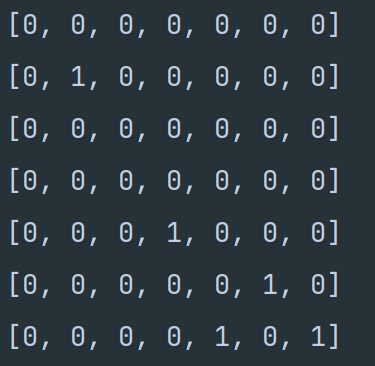 [0, 0, 0, 0, 0, 0, 0]
[0, 1, 0, 0, 0, 0, 0]
[0, 0, 0, 0, 0, 0, 0]
[0, 0, 0, 0, 0, 0, 0]
[0, 0, 0, 1, 0, 0, 0]
[0, 0, 0, 0, 0, 1, 0]
[0, 0, 0, 0, 1, 0, 1]